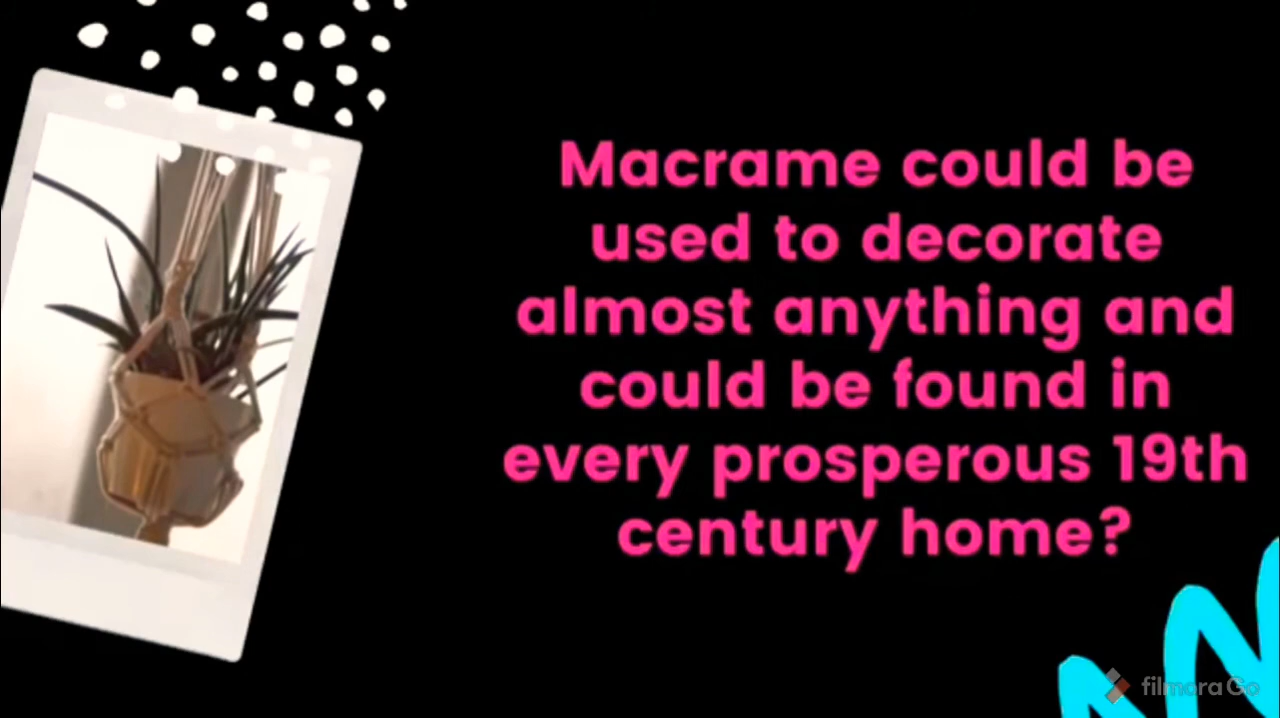 Macrame could be
used to decorate
almost anything and
could be found in
every prosperous 19th
century home?
filmora Go